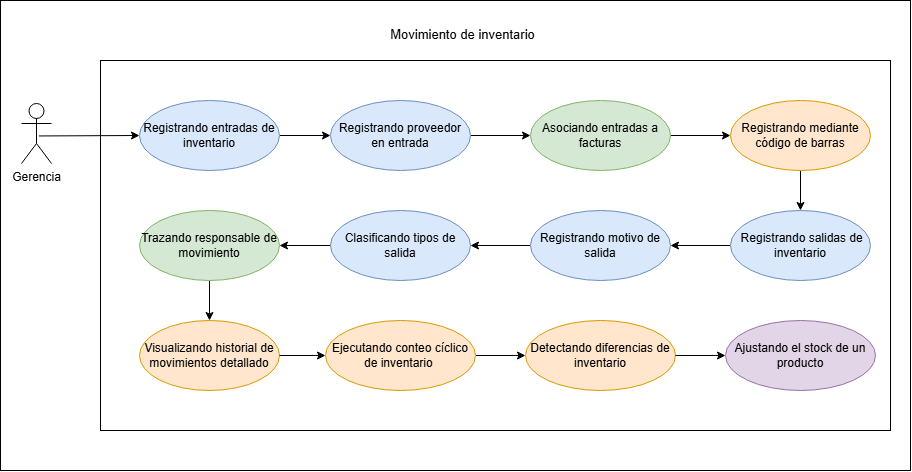 Movimiento de inventario
Gerencia
Registrando entradas de
inventario
Registrando proveedor
en entrada
Asociando entradas a
facturas
Registrando mediante
código de barras
Trazando responsable de
movimiento
Clasificando tipos de
salida
Registrando motivo de
salida
Registrando salidas de
inventario
Visualizando historial de
movimientos detallado
Ejecutando conteo cíclico
de inventario
Detectando diferencias de
inventario
Ajustando el stock de un
producto